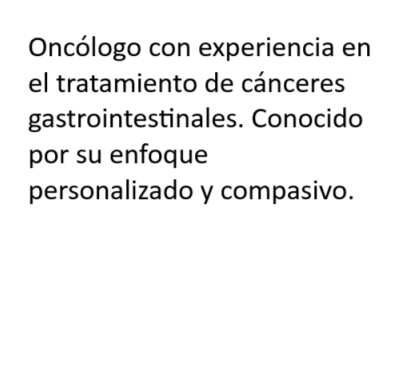 Oncólogo con experiencia en
el tratamiento de cánceres
gastrointestinales. Conocido
por su enfoque
personalizado y compasivo.